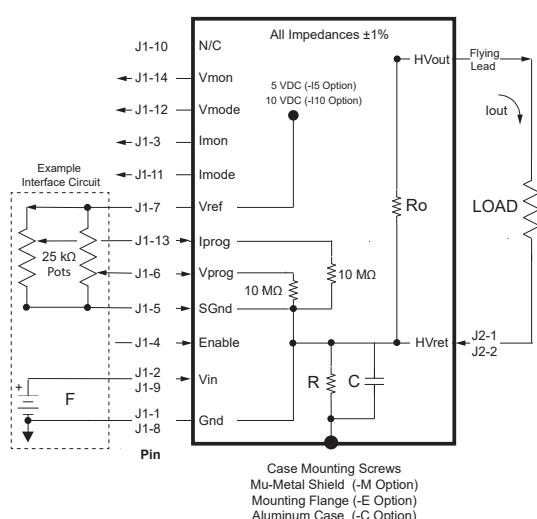 All Impedances ±1%
J1-10 N/C
HVout
Flying
Lead
J1-14 Vmon
5 VDC (-I5 Option)
10 VDC (-I10 Option)
J1-12 Vmode
Iout
J1-3 Imon
Example
Interface Circuit
J1-11 Imode
J1-7 Vref
Ro
LOAD
J1-13 Iprog
25 kΩ
Pots
J1-6 Vprog
10 MΩ
10 MΩ
J1-5 SGnd
J1-4 Enable
HVret
J2-1
J2-2
J1-2
J1-9
Vin
+
F
R
C
J1-1
J1-8
Gnd
Pin
Case Mounting Screws
Mu-Metal Shield (-M Option)
Mounting Flange (-E Option)
Aluminum Case (-C Option)